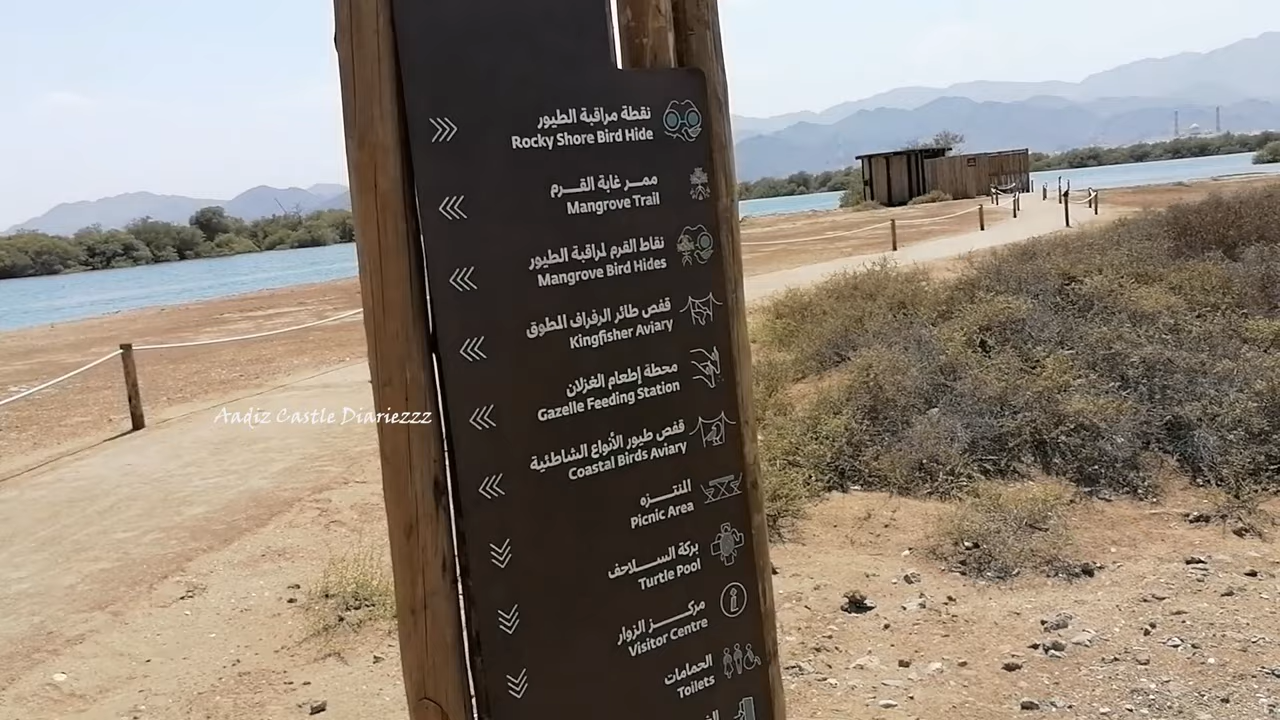 نقطة مراقبة الطيور
Rocky Shore Bird Hide
ممر غابة القرم
Mangrove Trail
نقاط القرم لمراقبة الطيور
Mangrove Bird Hides
قفص طائر الرفراف المطوق
Kingfisher Aviary
محطة إطعام الغزلان
Gazelle Feeding Station
قفص طيور الأنواع الشاطئية
Coastal Birds Aviary
المنتزه
Picnic Area
بركة السلاحف
Turtle Pool
مركز الزوار
Visitor Centre
الحمامات
Toilets
Aadiz Castle Diariezzz